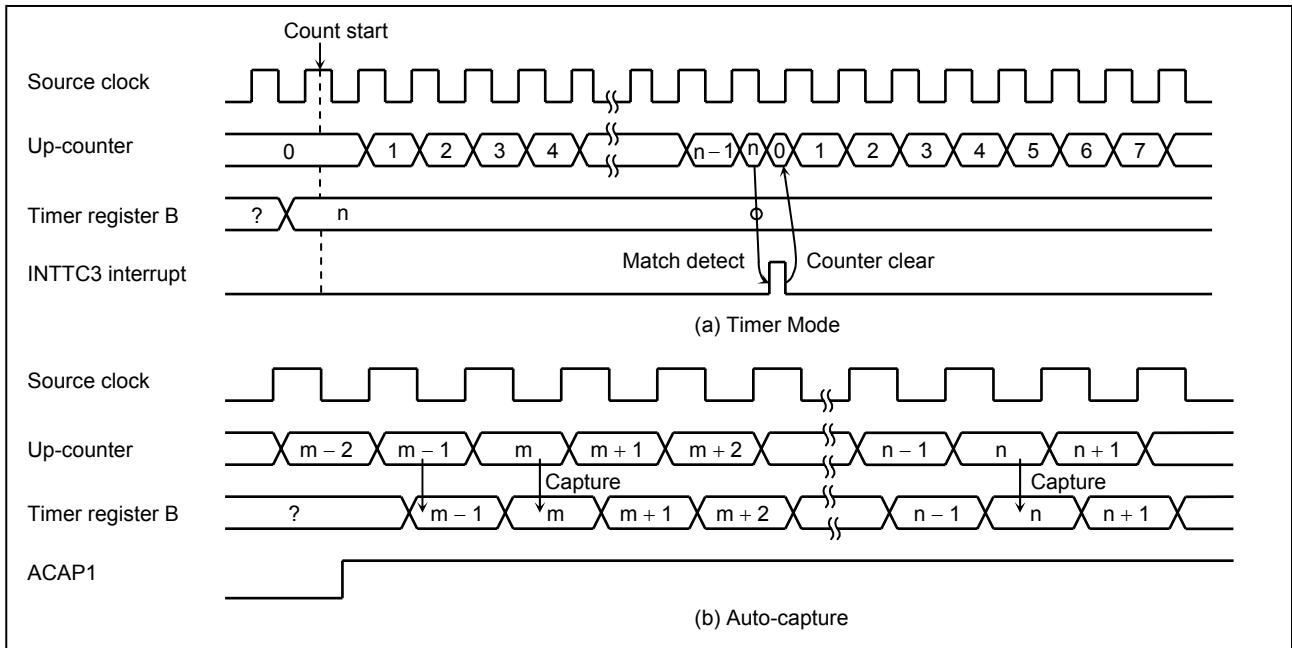 Count start
Source clock
Up-counter 0 1 2 3 4 n – 1 n 0 1 2 3 4 5 6 7
Timer register B ? n
Match detect Counter clear
INTTC3 interrupt
(a) Timer Mode
Source clock
Up-counter m – 2 m – 1 m m + 1 m + 2 n – 1 n n + 1
Capture Capture
Timer register B ? m – 1 m m + 1 m + 2 n – 1 n n + 1
ACAP1
(b) Auto-capture